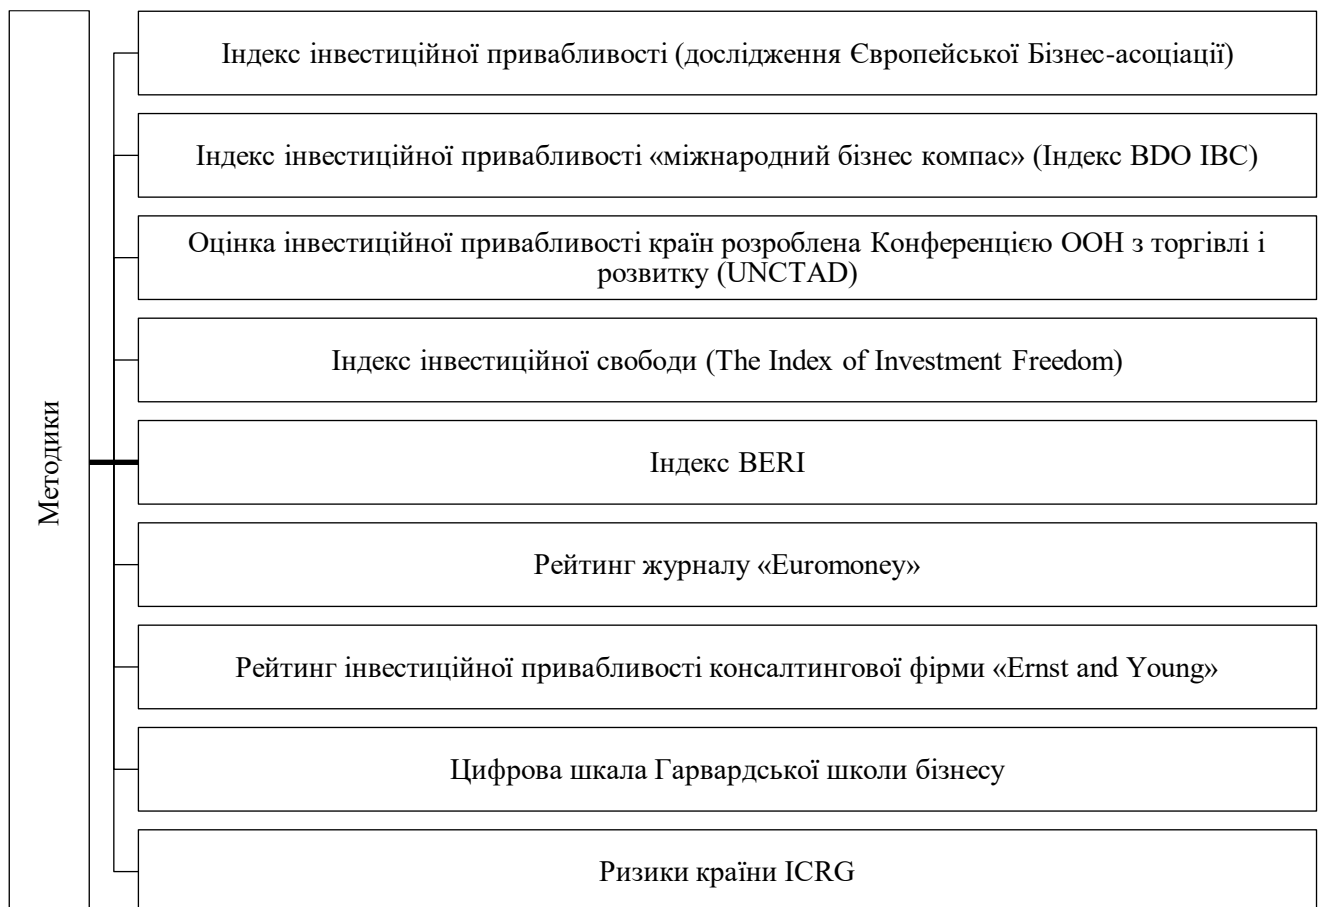 Методики
Індекс інвестиційної привабливості (дослідження Європейської Бізнес-асоціації)
Індекс інвестиційної привабливості «міжнародний бізнес компас» (Індекс BDO IBC)
Оцінка інвестиційної привабливості країн розроблена Конференцією ООН з торгівлі і
розвитку (UNCTAD)
Індекс інвестиційної свободи (The Index of Investment Freedom)
Індекс BERI
Рейтинг журналу «Euromoney»
Рейтинг інвестиційної привабливості консалтингової фірми «Ernst and Young»
Цифрова шкала Гарвардської школи бізнесу
Ризики країни ICRG